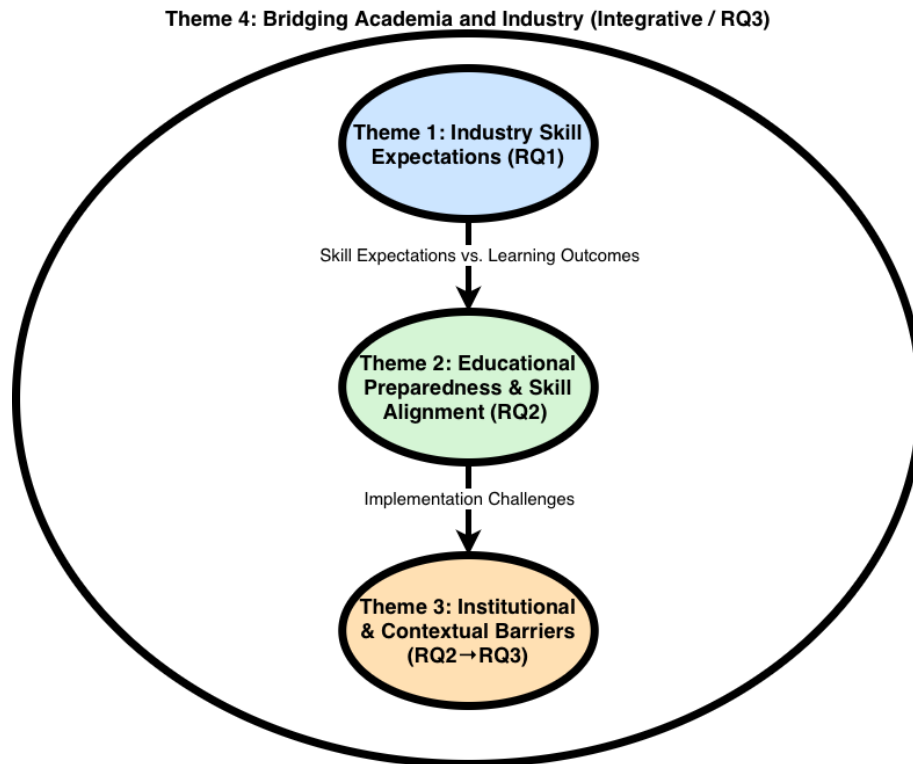 Theme 4: Bridging Academia and Industry (Integrative / RQ3)
Theme 1: Industry Skill
Expectations (RQ1)
Skill Expectations vs. Learning Outcomes
Theme 2: Educational
Preparedness & Skill
Alignment (RQ2)
Implementation Challenges
Theme 3: Institutional
& Contextual Barriers
(RQ2→RQ3)